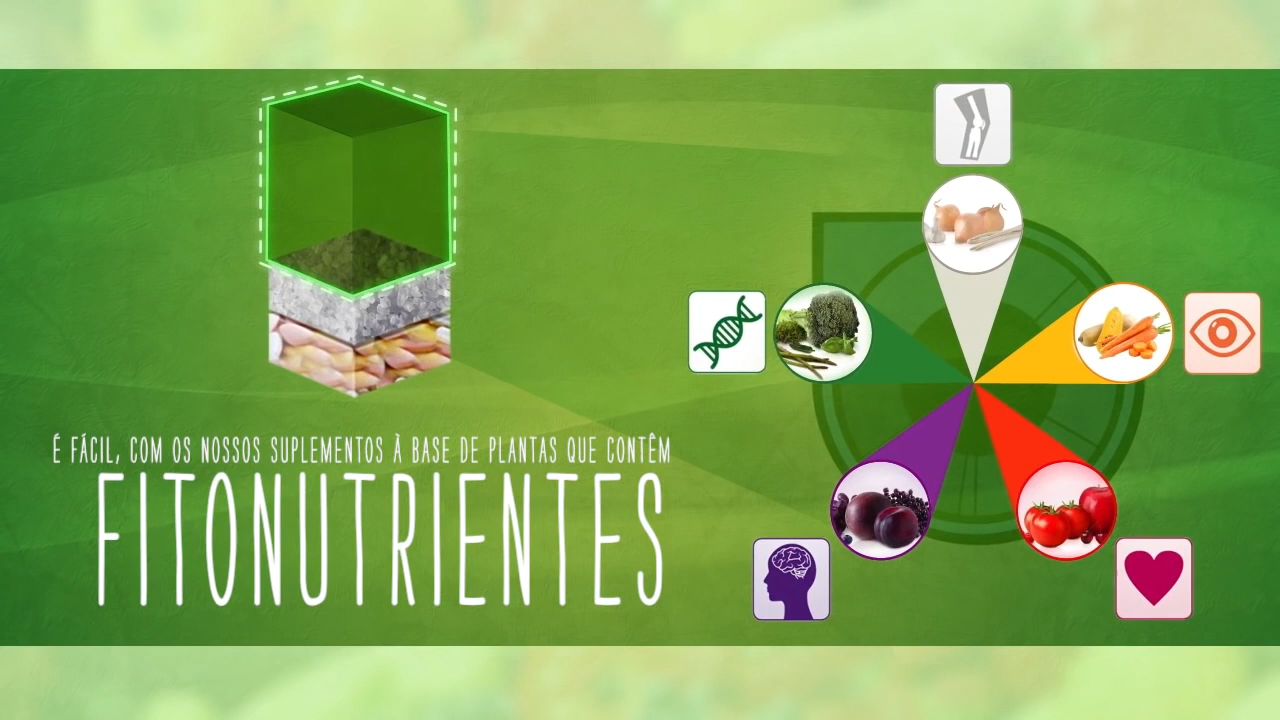 É FÁCIL, COM OS NOSSOS SUPLEMENTOS À BASE DE PLANTAS QUE CONTÊM
FITONUTRIENTES